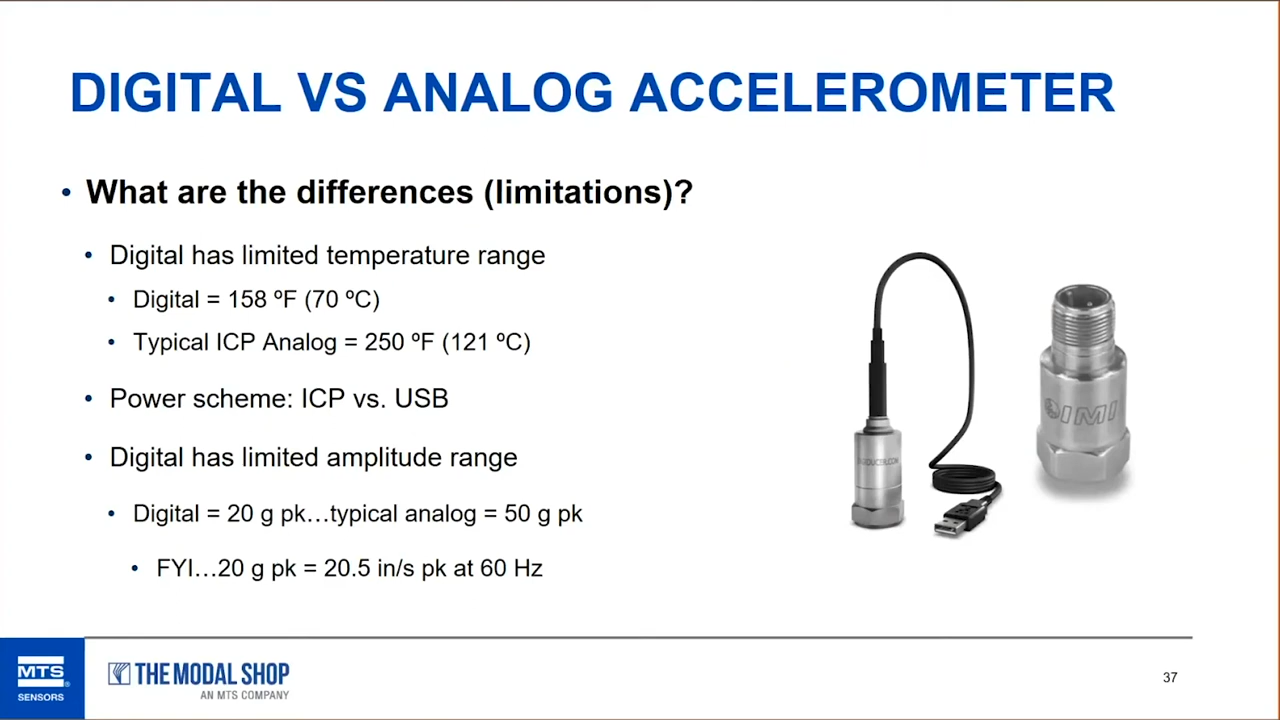 DIGITAL VS ANALOG ACCELEROMETER
• What are the differences (limitations)?
• Digital has limited temperature range
• Digital = 158 ºF (70 ºC)
• Typical ICP Analog = 250 ºF (121 ºC)
• Power scheme: ICP vs. USB
• Digital has limited amplitude range
• Digital = 20 g pk…typical analog = 50 g pk
• FYI…20 g pk = 20.5 in/s pk at 60 Hz
IMI
MTS®
SENSORS
THE MODAL SHOP
AN MTS COMPANY
37